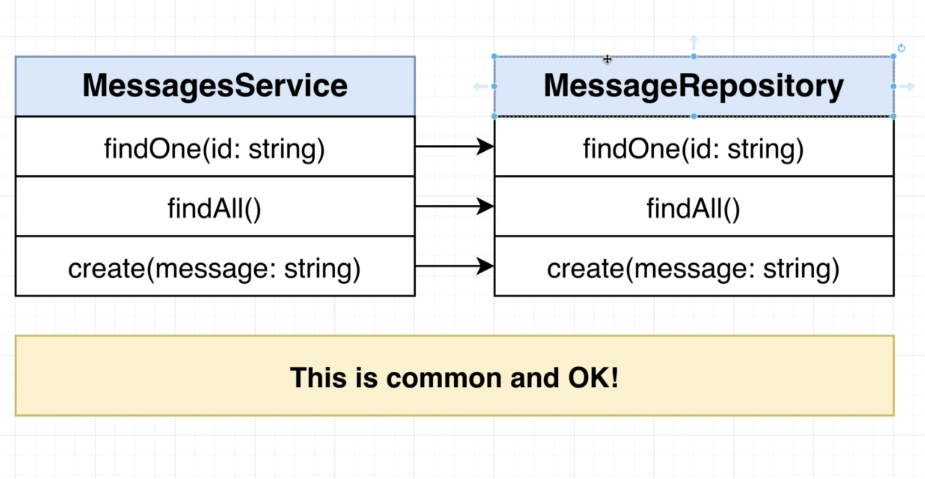 MessagesService
findOne(id: string)
findAll()
create(message: string)
MessageRepository
findOne(id: string)
findAll()
create(message: string)
This is common and OK!